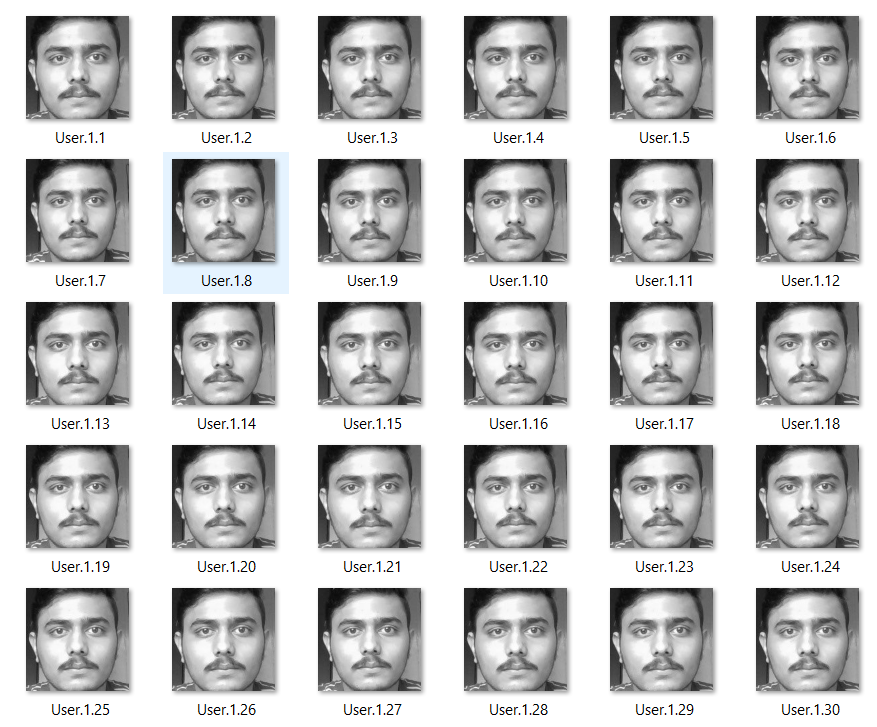 User.1.1 User.1.2 User.1.3 User.1.4 User.1.5 User.1.6
User.1.7 User.1.8 User.1.9 User.1.10 User.1.11 User.1.12
User.1.13 User.1.14 User.1.15 User.1.16 User.1.17 User.1.18
User.1.19 User.1.20 User.1.21 User.1.22 User.1.23 User.1.24
User.1.25 User.1.26 User.1.27 User.1.28 User.1.29 User.1.30